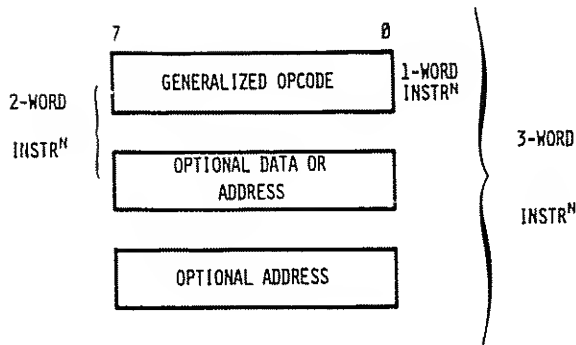 7 0
GENERALIZED OPCODE
1-WORD
INSTRᴺ
2-WORD
INSTRᴺ
OPTIONAL DATA OR
ADDRESS
3-WORD
INSTRᴺ
OPTIONAL ADDRESS